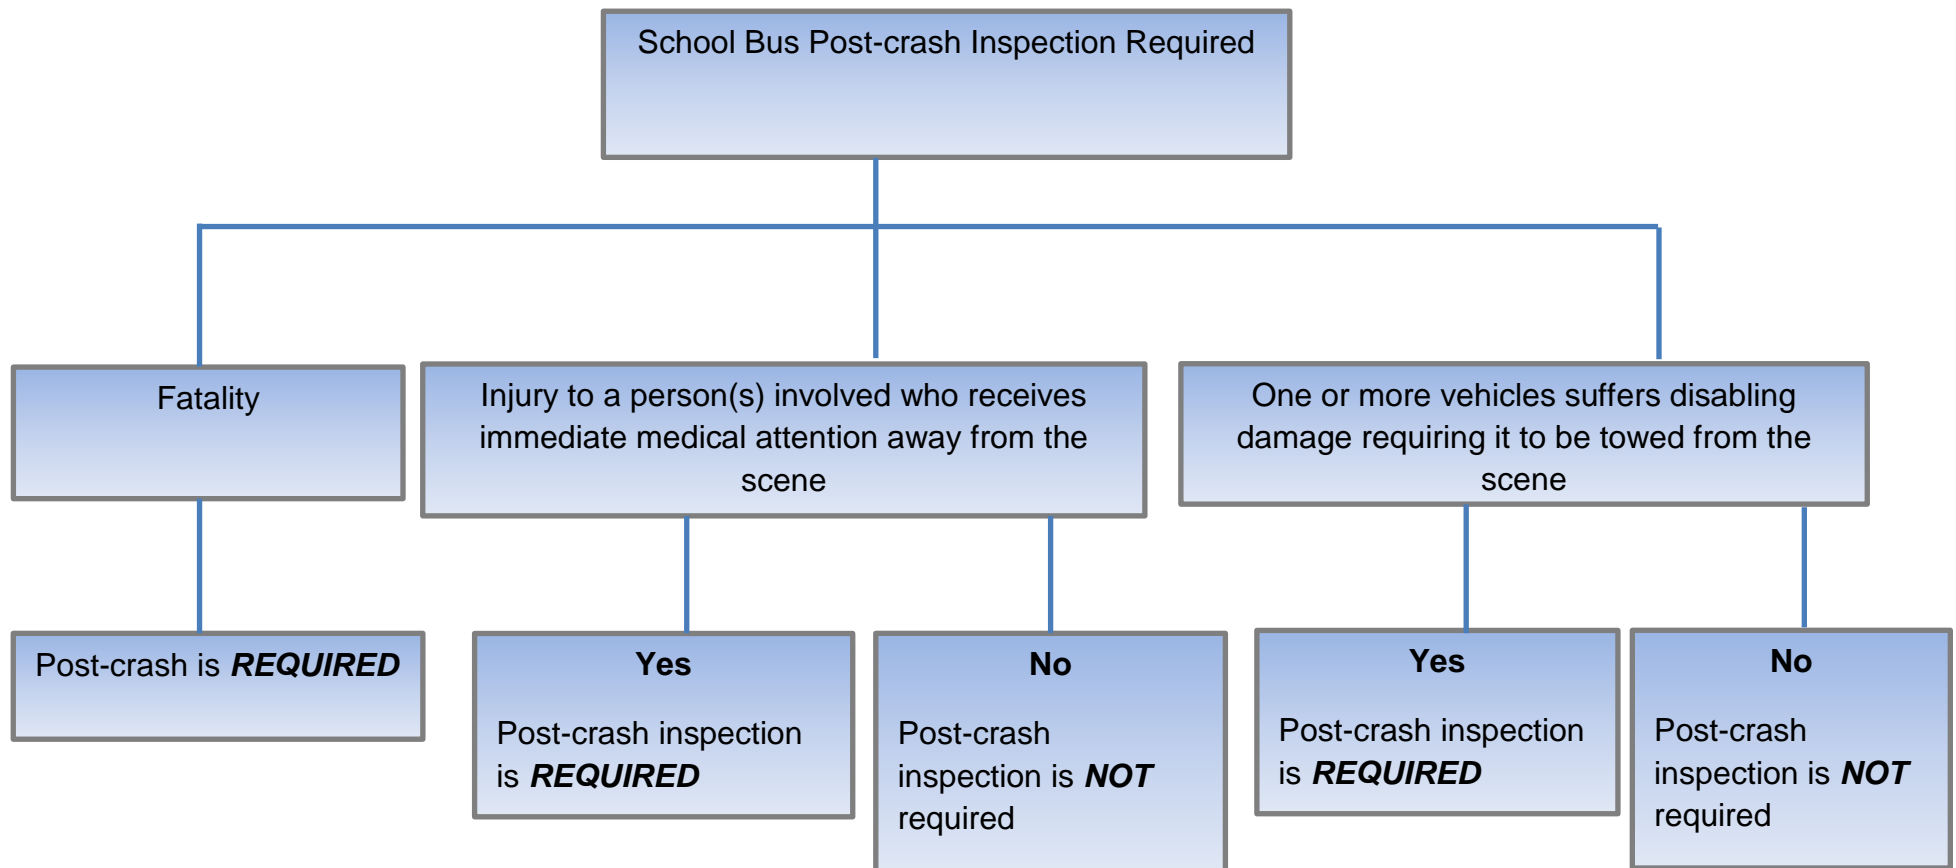 School Bus Post-crash Inspection Required
Fatality
Injury to a person(s) involved who receives
immediate medical attention away from the
scene
One or more vehicles suffers disabling
damage requiring it to be towed from the
scene
Post-crash is REQUIRED
Yes
Post-crash inspection
is REQUIRED
No
Post-crash
inspection is NOT
required
Yes
Post-crash inspection
is REQUIRED
No
Post-crash
inspection is NOT
required